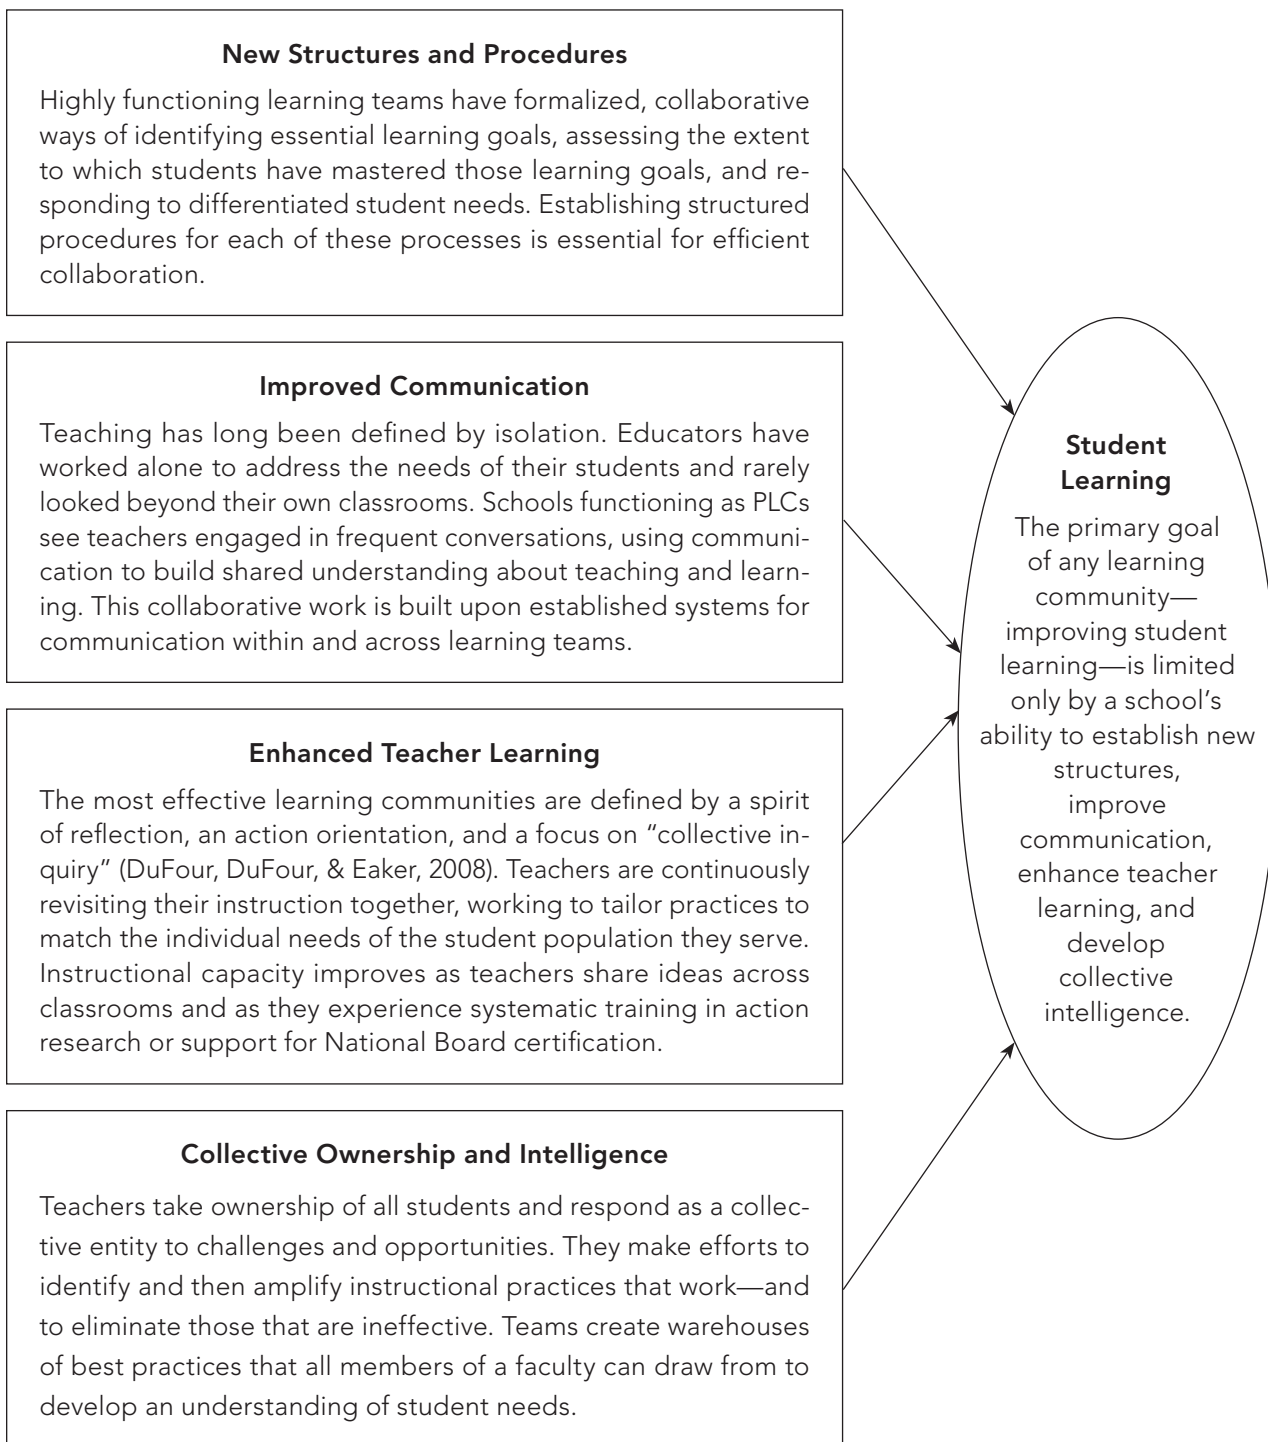 New Structures and Procedures
Highly functioning learning teams have formalized, collaborative
ways of identifying essential learning goals, assessing the extent
to which students have mastered those learning goals, and re-
sponding to differentiated student needs. Establishing structured
procedures for each of these processes is essential for efficient
collaboration.
Improved Communication
Teaching has long been defined by isolation. Educators have
worked alone to address the needs of their students and rarely
looked beyond their own classrooms. Schools functioning as PLCs
see teachers engaged in frequent conversations, using communi-
cation to build shared understanding about teaching and learn-
ing. This collaborative work is built upon established systems for
communication within and across learning teams.
Enhanced Teacher Learning
The most effective learning communities are defined by a spirit
of reflection, an action orientation, and a focus on “collective in-
quiry” (DuFour, DuFour, & Eaker, 2008). Teachers are continuously
revisiting their instruction together, working to tailor practices to
match the individual needs of the student population they serve.
Instructional capacity improves as teachers share ideas across
classrooms and as they experience systematic training in action
research or support for National Board certification.
Collective Ownership and Intelligence
Teachers take ownership of all students and respond as a collec-
tive entity to challenges and opportunities. They make efforts to
identify and then amplify instructional practices that work—and
to eliminate those that are ineffective. Teams create warehouses
of best practices that all members of a faculty can draw from to
develop an understanding of student needs.
Student
Learning
The primary goal
of any learning
community—
improving student
learning—is limited
only by a school’s
ability to establish new
structures,
improve
communication,
enhance teacher
learning, and
develop
collective
intelligence.